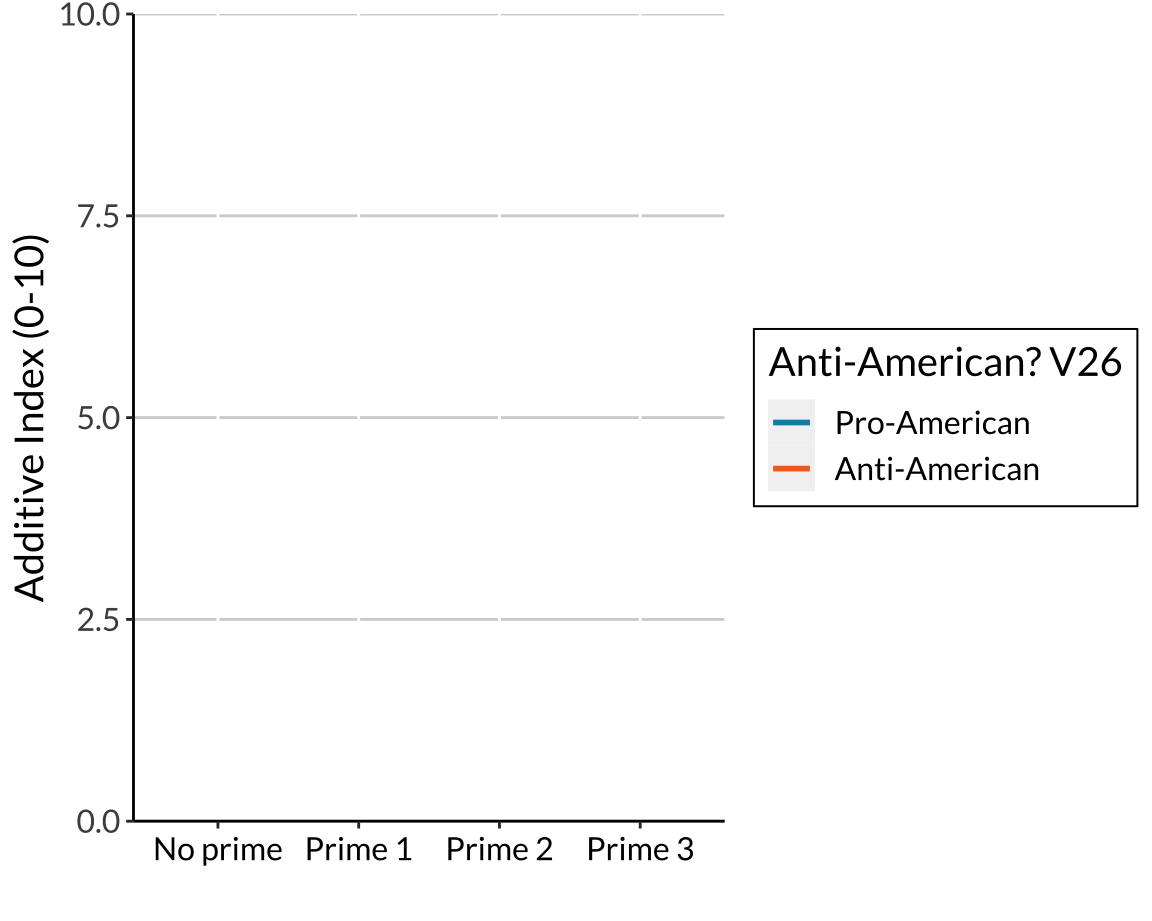 10.0
7.5
5.0
2.5
0.0
Additive Index (0-10)
No prime Prime 1 Prime 2 Prime 3
Anti-American? V26
Pro-American
Anti-American